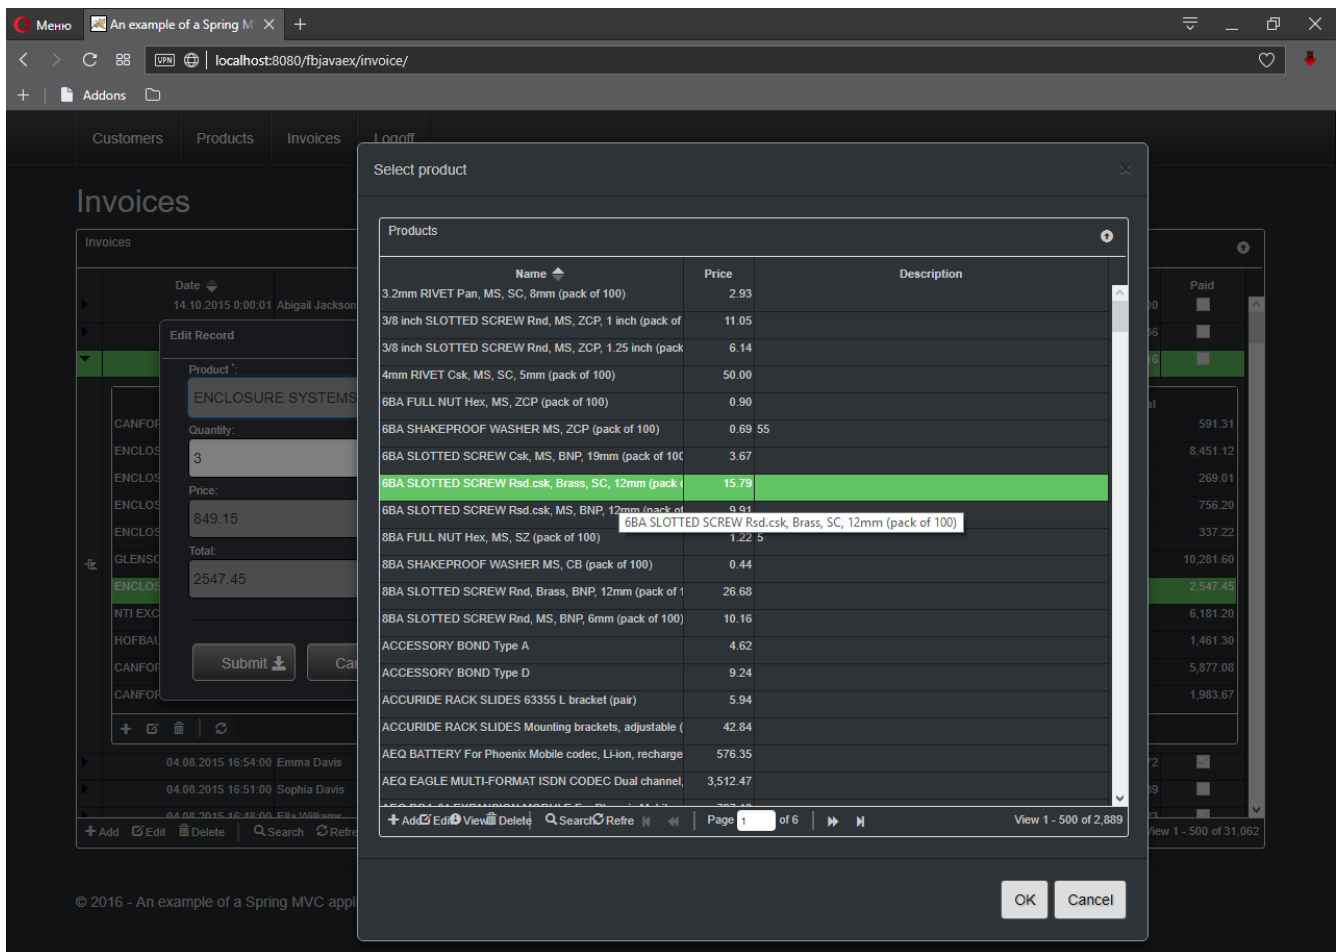 Меню An example of a Spring M
VPN localhost:8080/fbjavaex/invoice/
Addons
Customers Products Invoices Logoff
Invoices
Invoices
Date Paid
14.10.2015 0:00:01 Abigail Jackson
Edit Record
Product *:
ENCLOSURE SYSTEMS
Quantity:
3
Price:
849.15
Total:
2547.45
Submit
591.31
8,451.12
269.01
756.20
337.22
GLENSO 10,281.60
2,547.45
NTI EXC 6,181.20
HOFBAU 1,461.30
CANFOR 5,877.08
CANFOR 1,983.67
04.08.2015 16:54:00 Emma Davis
04.08.2015 16:51:00 Sophia Davis
04.08.2015 16:48:00 Ella Williams
Add Edit Delete Search Refre
View 1 - 500 of 31,062
© 2016 - An example of a Spring MVC appl
Select product
Products
Name Price Description
3.2mm RIVET Pan, MS, SC, 8mm (pack of 100) 2.93
3/8 inch SLOTTED SCREW Rnd, MS, ZCP, 1 inch (pack of 11.05
3/8 inch SLOTTED SCREW Rnd, MS, ZCP, 1.25 inch (pack 6.14
4mm RIVET Csk, MS, SC, 5mm (pack of 100) 50.00
6BA FULL NUT Hex, MS, ZCP (pack of 100) 0.90
6BA SHAKEPROOF WASHER MS, ZCP (pack of 100) 0.69 55
6BA SLOTTED SCREW Csk, MS, BNP, 19mm (pack of 100 3.67
6BA SLOTTED SCREW Rsd.csk, Brass, SC, 12mm (pack 15.79
6BA SLOTTED SCREW Rsd.csk, MS, BNP, 12mm (pack of 9.91
6BA SLOTTED SCREW Rsd.csk, Brass, SC, 12mm (pack of 100)
8BA FULL NUT Hex, MS, SZ (pack of 100) 1.22 5
8BA SHAKEPROOF WASHER MS, CB (pack of 100) 0.44
8BA SLOTTED SCREW Rnd, Brass, BNP, 12mm (pack of 1 26.68
8BA SLOTTED SCREW Rnd, MS, BNP, 6mm (pack of 100) 10.16
ACCESSORY BOND Type A 4.62
ACCESSORY BOND Type D 9.24
ACCURIDE RACK SLIDES 63355 L bracket (pair) 5.94
ACCURIDE RACK SLIDES Mounting brackets, adjustable ( 42.84
AEQ BATTERY For Phoenix Mobile codec, Li-ion, recharge 576.35
AEQ EAGLE MULTI-FORMAT ISDN CODEC Dual channel, 3,512.47
Add Edit View Delete Search Refre Page 1 of 6 View 1 - 500 of 2,889
OK Cancel